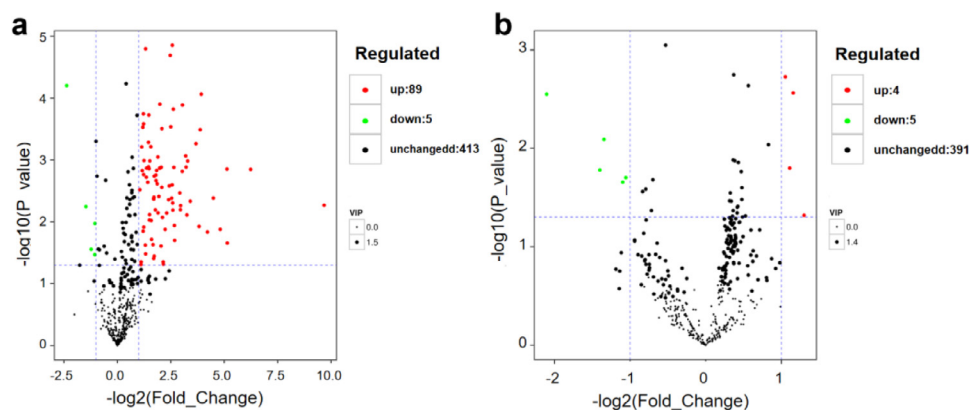 a
-log10(P_value)
5
4
3
2
1
0
-2.5
0.0
2.5
5.0
7.5
10.0
-log2(Fold_Change)
Regulated
up:89
down:5
unchangedd:413
VIP
0.0
1.5
b
-log10(P_value)
3
2
1
0
-2
-1
0
1
-log2(Fold_Change)
Regulated
up:4
down:5
unchangedd:391
VIP
0.0
1.4